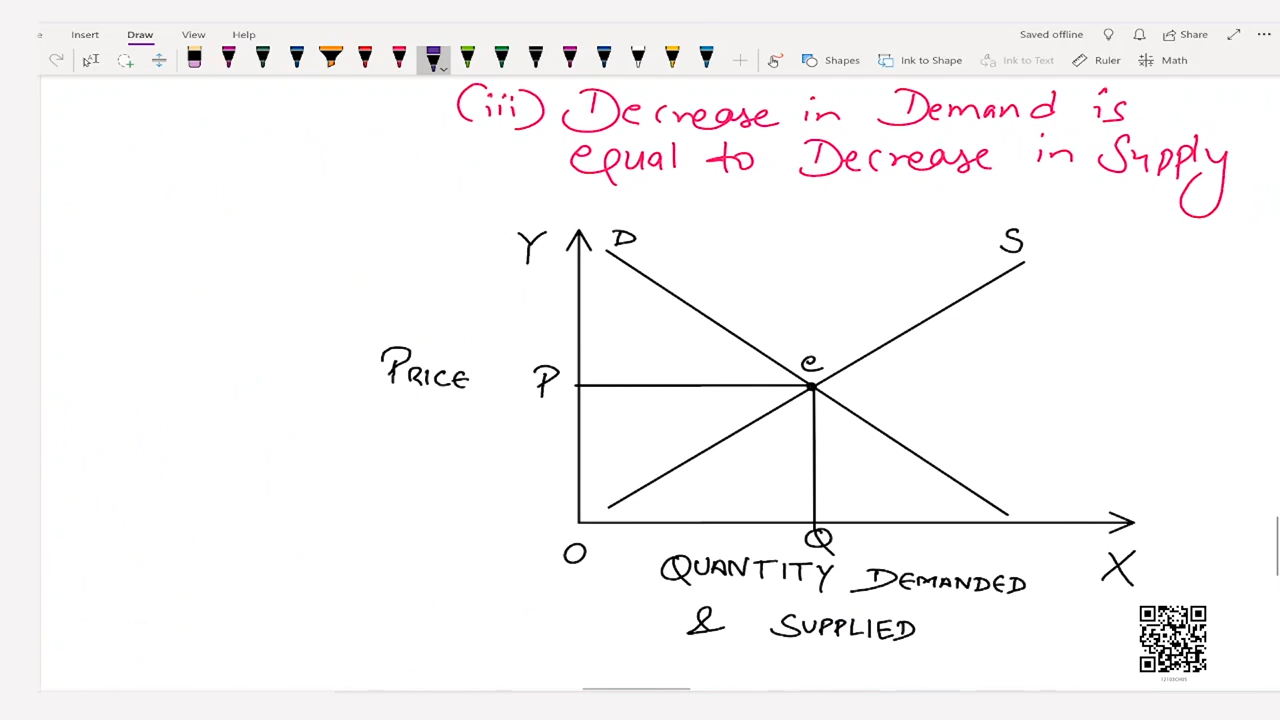 Insert Draw View Help Saved offline Share
Shapes Ink to Shape Ink to Text Ruler Math
(iii) Decrease in Demand is
equal to Decrease in Supply
Y D S
e
PRICE P
O Q X
QUANTITY DEMANDED
& SUPPLIED
12103CH05